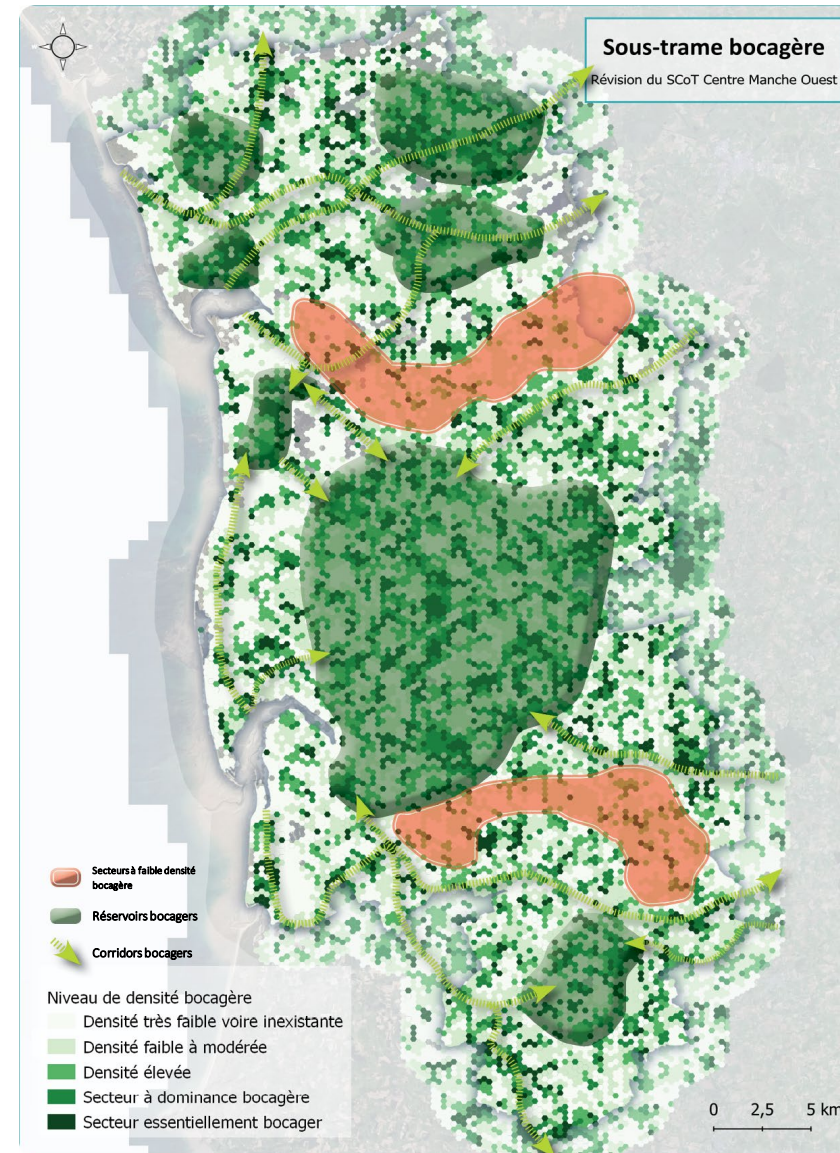 Sous-trame bocagère
Révision du SCoT Centre Manche Ouest
Secteurs à faible densité
bocagère
Réservoirs bocagers
Corridors bocagers
Niveau de densité bocagère
Densité très faible voire inexistante
Densité faible à modérée
Densité élevée
Secteur à dominance bocagère
Secteur essentiellement bocager
0 2,5 5 km